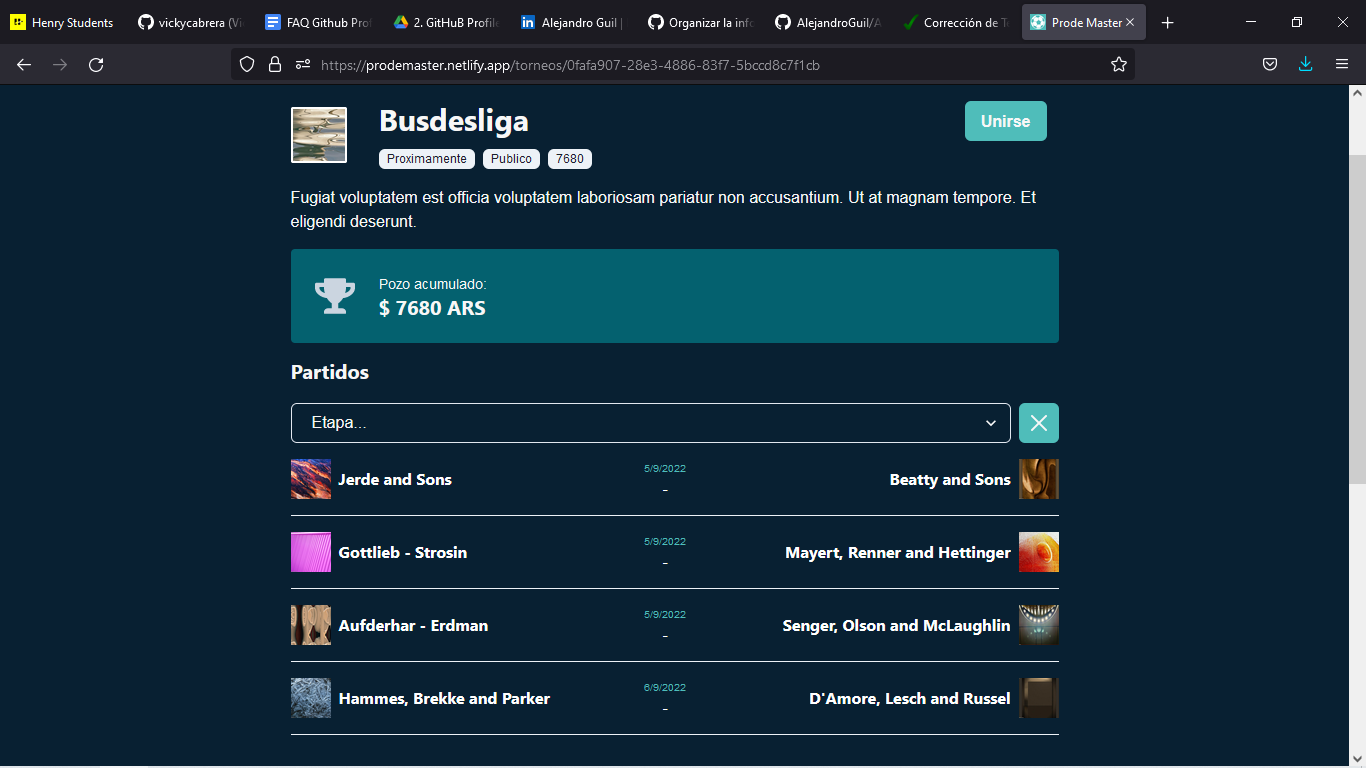 Henry Students
vickycabrera (Vi
FAQ Github Prof
2. GitHuB Profile
Alejandro Guil |
Organizar la info
AlejandroGuil/A
Corrección de Te
Prode Master
https://prodemaster.netlify.app/torneos/0fafa907-28e3-4886-83f7-5bccd8c7f1cb
Busdesliga
Unirse
Proximamente Publico 7680
Fugiat voluptatem est officia voluptatem laboriosam pariatur non accusantium. Ut at magnam tempore. Et
eligendi deserunt.
Pozo acumulado:
$ 7680 ARS
Partidos
Etapa...
Jerde and Sons 5/9/2022 Beatty and Sons
-
Gottlieb - Strosin 5/9/2022 Mayert, Renner and Hettinger
-
Aufderhar - Erdman 5/9/2022 Senger, Olson and McLaughlin
-
Hammes, Brekke and Parker 6/9/2022 D'Amore, Lesch and Russel
-